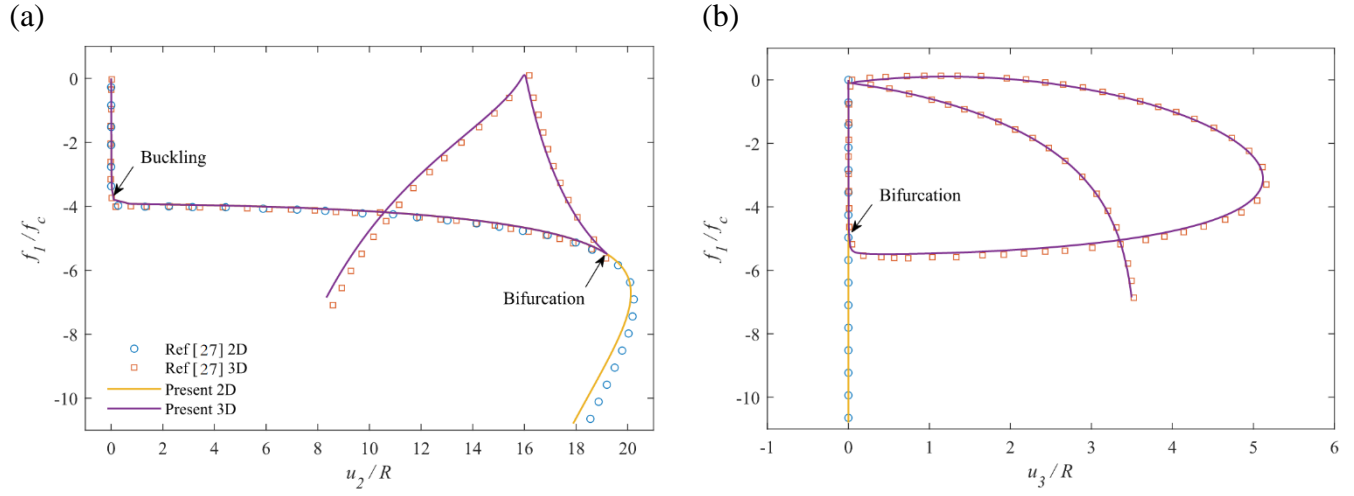 (a)
0
-2
-4
-6
-8
-10
f1/fc
Buckling
Bifurcation
Ref [27] 2D
Ref [27] 3D
Present 2D
Present 3D
0 2 4 6 8 10 12 14 16 18 20
u2/R
(b)
0
-2
-4
-6
-8
-10
f1/fc
Bifurcation
-1 0 1 2 3 4 5 6
u3/R